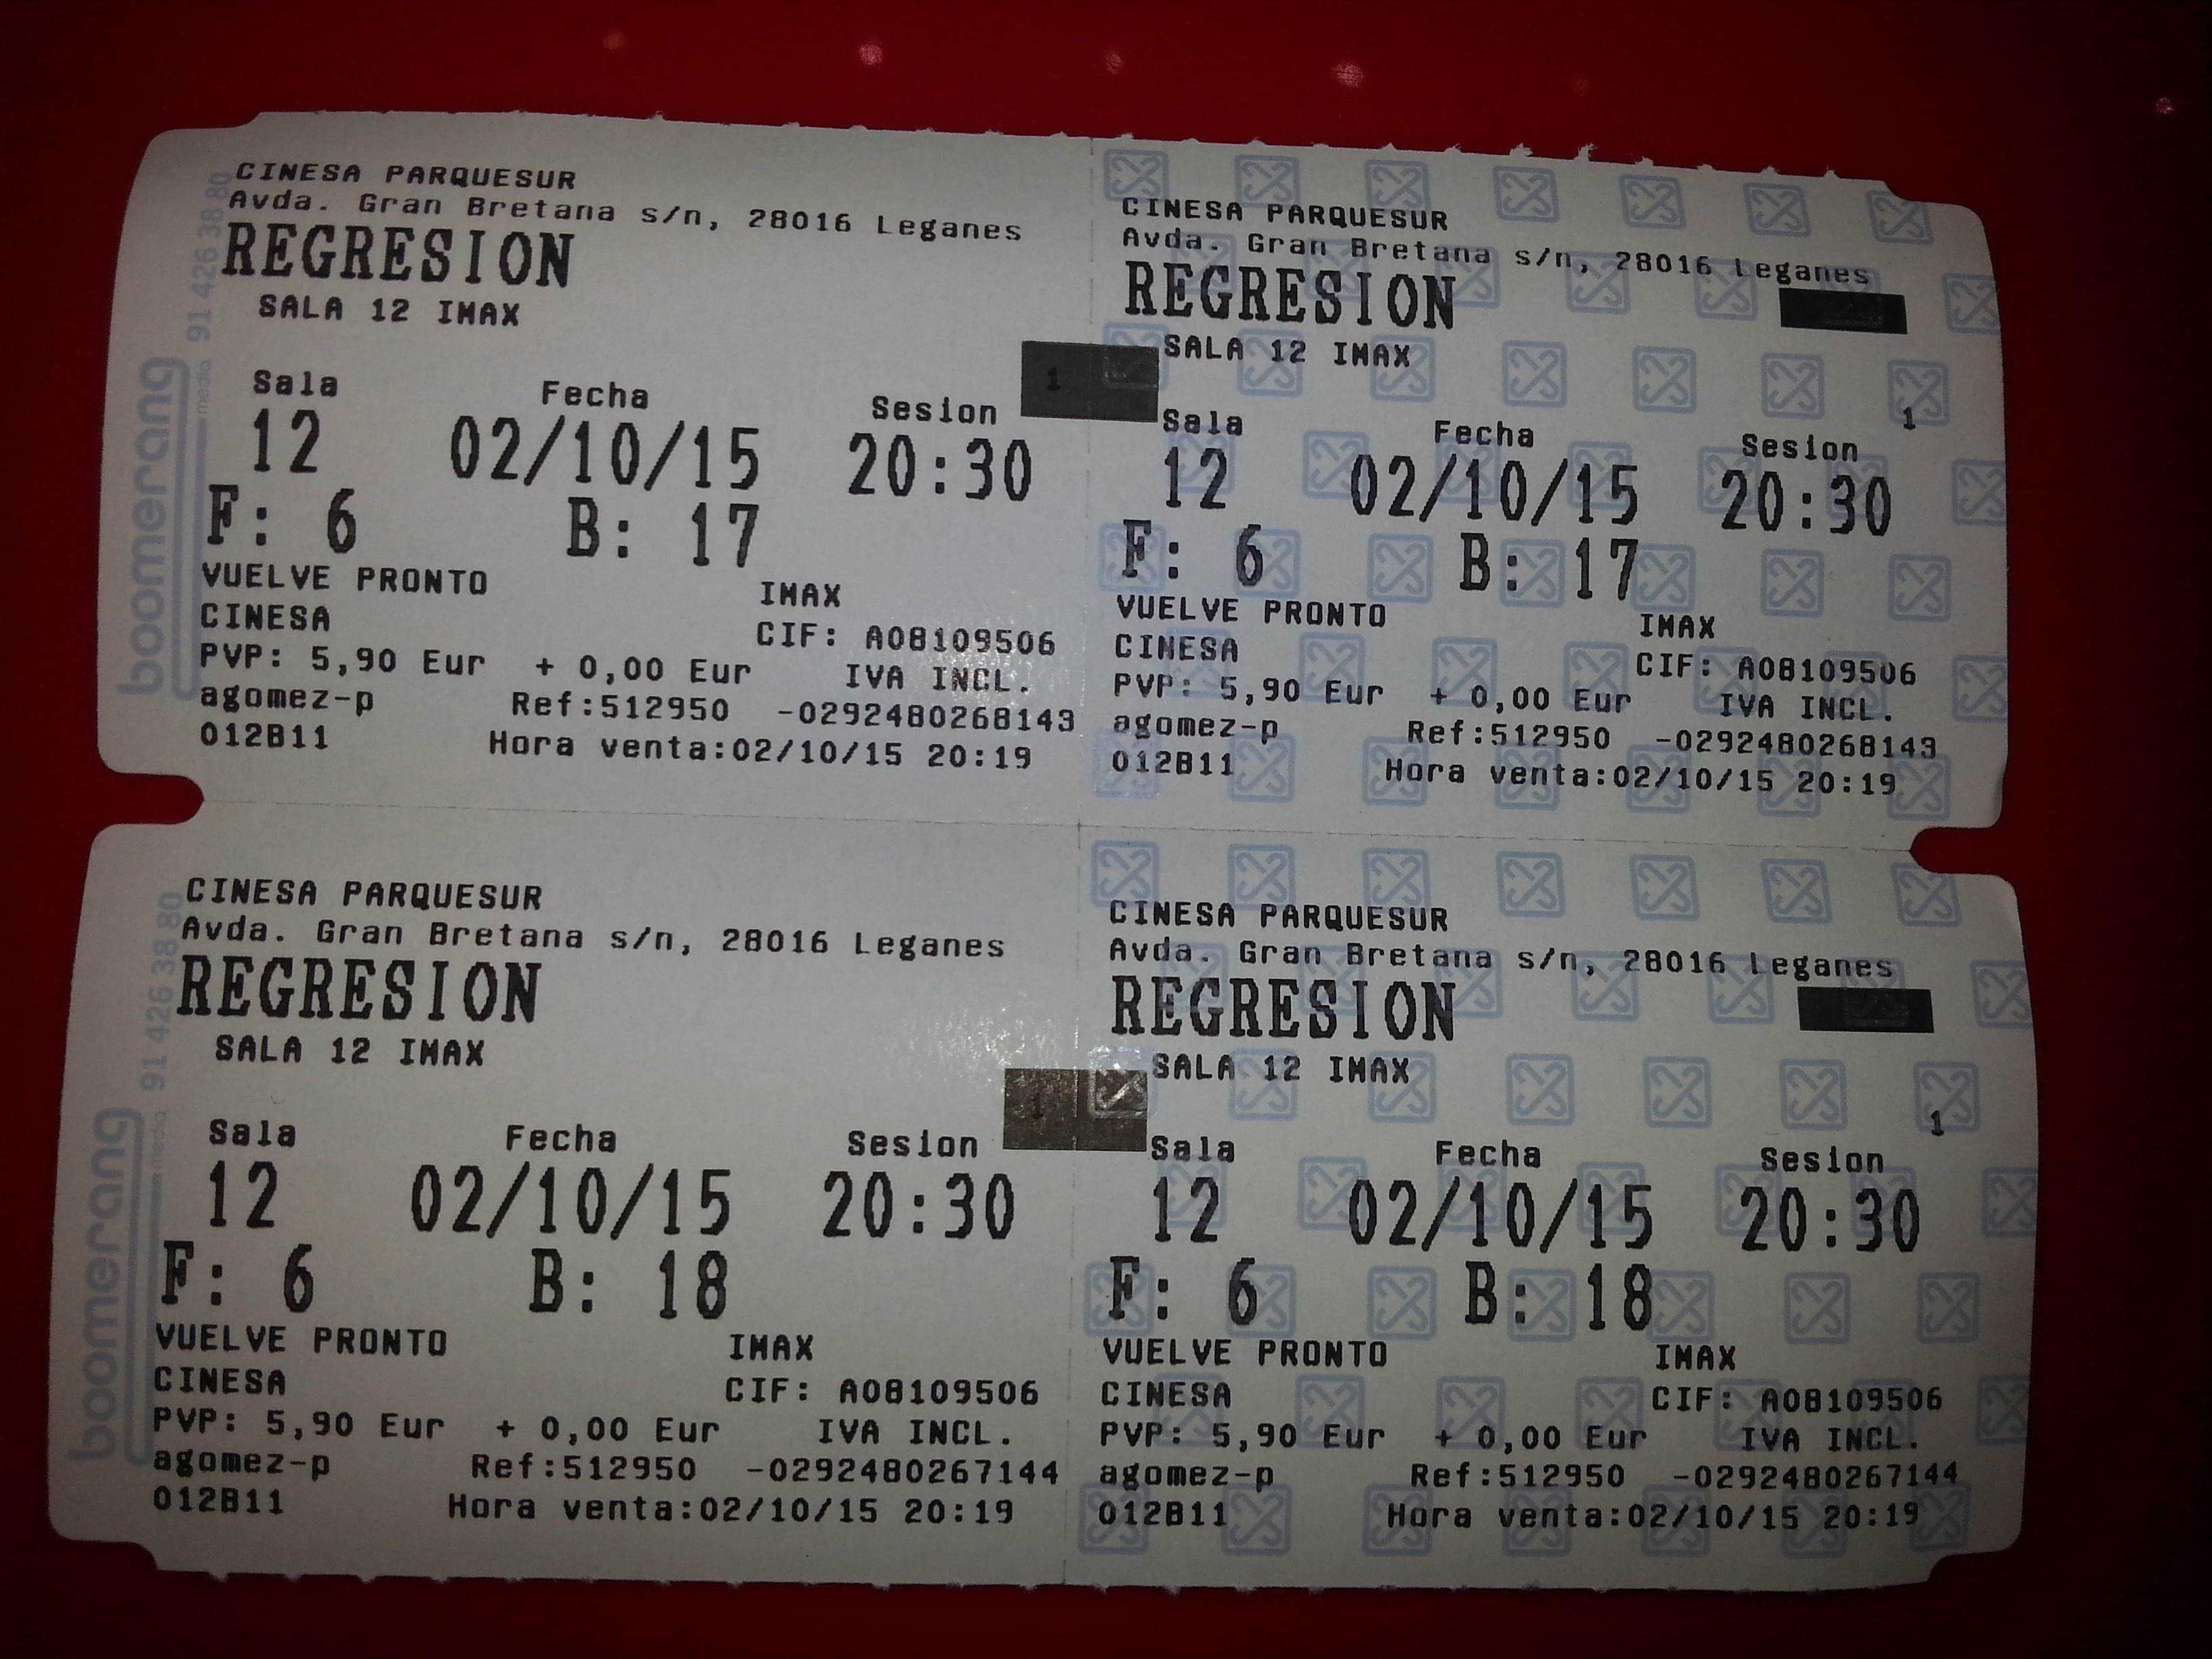 CINESA PARQUESUR
Avda. Gran Bretana s/n, 28016 Leganes
REGRESION
SALA 12 IMAX
1
Sala Fecha Sesion
12 02/10/15 20:30
F: 6 B: 17
VUELVE PRONTO IMAX
CINESA CIF: A08109506
PVP: 5,90 Eur + 0,00 Eur IVA INCL.
agomez-p Ref:512950 -0292480268143
012B11 Hora venta:02/10/15 20:19
boomerang
media 91 426 38 80
CINESA PARQUESUR
Avda. Gran Bretana s/n, 28016 Leganes
REGRESION
SALA 12 IMAX
1
Sala Fecha Sesion
12 02/10/15 20:30
F: 6 B: 17
VUELVE PRONTO IMAX
CINESA CIF: A08109506
PVP: 5,90 Eur + 0,00 Eur IVA INCL.
agomez-p Ref:512950 -0292480268143
012B11 Hora venta:02/10/15 20:19
CINESA PARQUESUR
Avda. Gran Bretana s/n, 28016 Leganes
REGRESION
SALA 12 IMAX
1
Sala Fecha Sesion
12 02/10/15 20:30
F: 6 B: 18
VUELVE PRONTO IMAX
CINESA CIF: A08109506
PVP: 5,90 Eur + 0,00 Eur IVA INCL.
agomez-p Ref:512950 -0292480267144
012B11 Hora venta:02/10/15 20:19
boomerang
media 91 426 38 80
CINESA PARQUESUR
Avda. Gran Bretana s/n, 28016 Leganes
REGRESION
SALA 12 IMAX
1
Sala Fecha Sesion
12 02/10/15 20:30
F: 6 B: 18
VUELVE PRONTO IMAX
CINESA CIF: A08109506
PVP: 5,90 Eur + 0,00 Eur IVA INCL.
agomez-p Ref:512950 -0292480267144
012B11 Hora venta:02/10/15 20:19